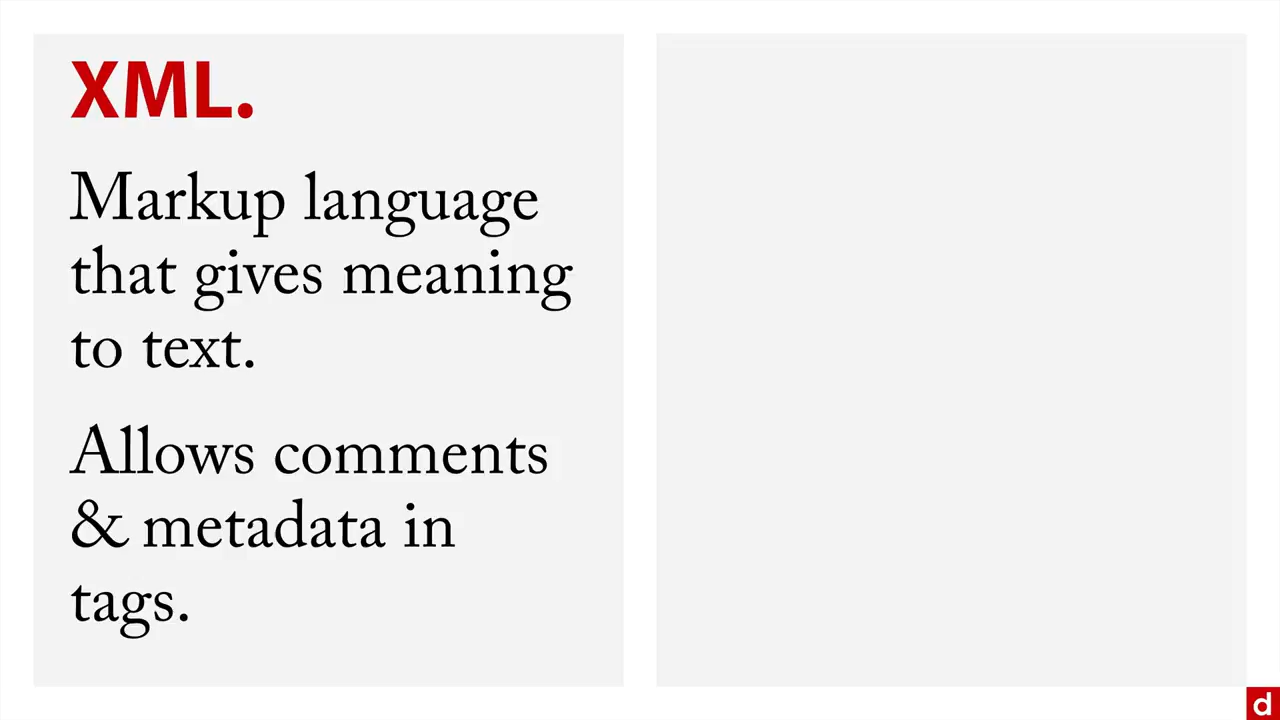 XML.
Markup language
that gives meaning
to text.
Allows comments
& metadata in
tags.
d